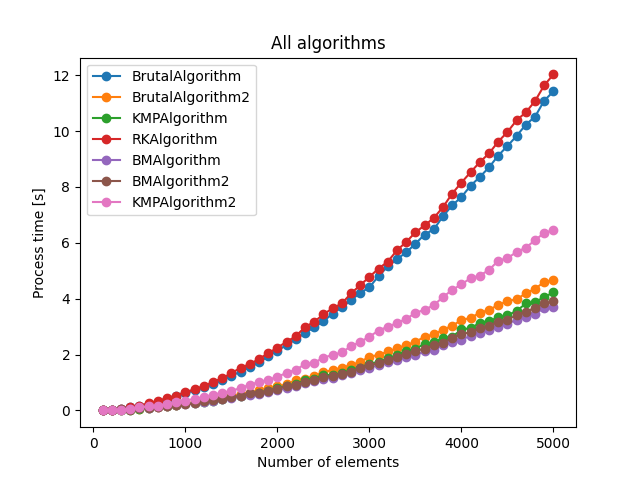 All algorithms
BrutalAlgorithm
BrutalAlgorithm2
KMPAlgorithm
RKAlgorithm
BMAlgorithm
BMAlgorithm2
KMPAlgorithm2
Process time [s]
12
10
8
6
4
2
0
0 1000 2000 3000 4000 5000
Number of elements